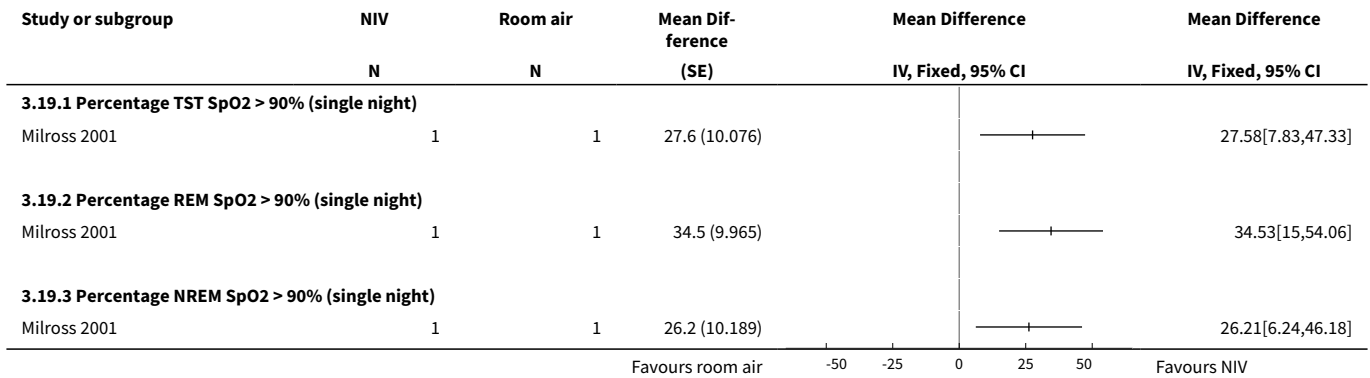 Study or subgroup NIV Room air Mean Dif- Mean Difference Mean Difference
ference
N N (SE) IV, Fixed, 95% CI IV, Fixed, 95% CI
3.19.1 Percentage TST SpO2 > 90% (single night)
Milross 2001 1 1 27.6 (10.076) 27.58[7.83,47.33]
3.19.2 Percentage REM SpO2 > 90% (single night)
Milross 2001 1 1 34.5 (9.965) 34.53[15,54.06]
3.19.3 Percentage NREM SpO2 > 90% (single night)
Milross 2001 1 1 26.2 (10.189) 26.21[6.24,46.18]
Favours room air -50 -25 0 25 50 Favours NIV